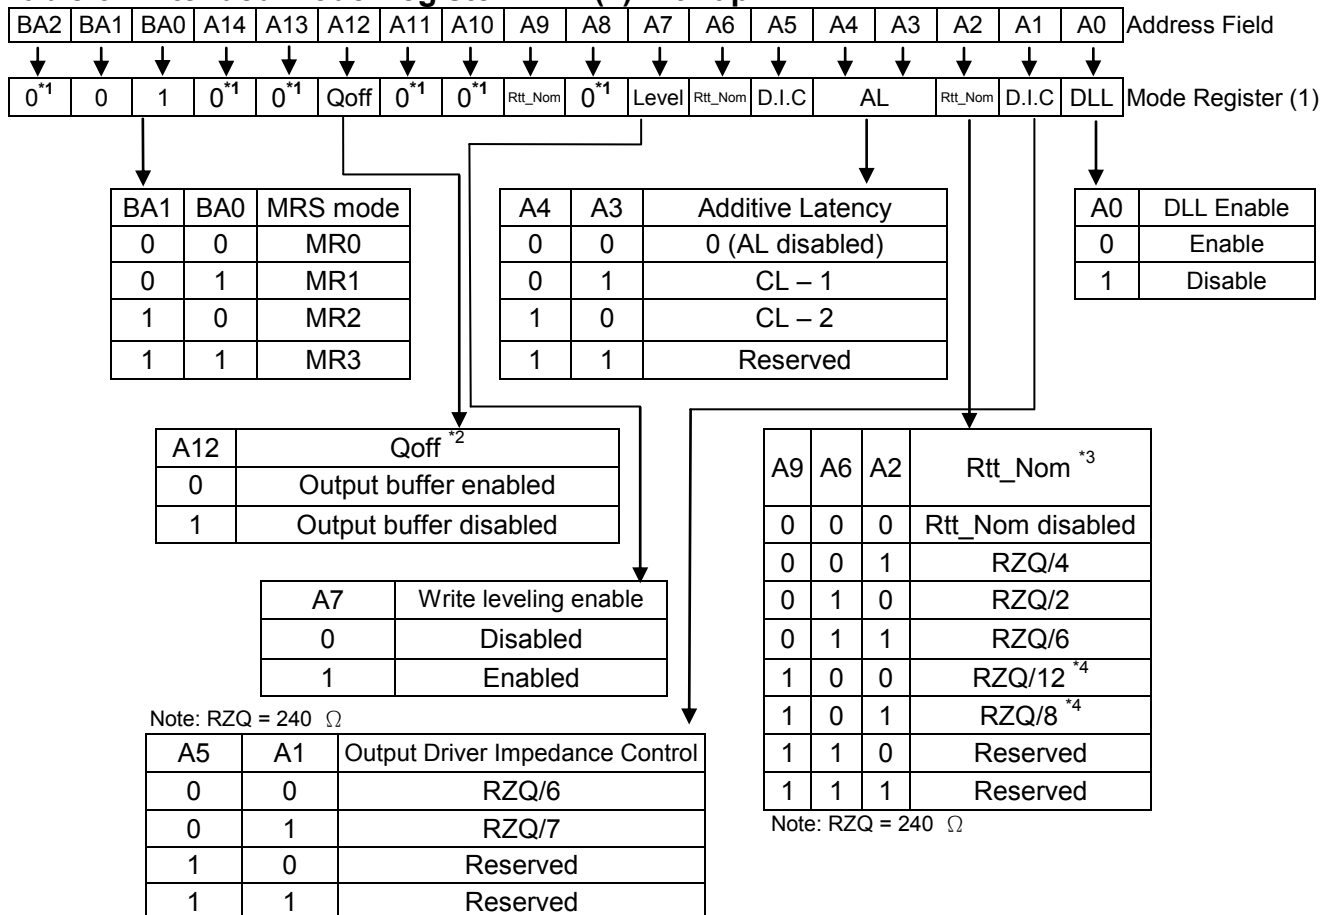 BA2 BA1 BA0 A14 A13 A12 A11 A10 A9 A8 A7 A6 A5 A4 A3 A2 A1 A0 Address Field
0*1 0 1 0*1 0*1 Qoff 0*1 0*1 Rtt_Nom 0*1 Level Rtt_Nom D.I.C AL Rtt_Nom D.I.C DLL Mode Register (1)
BA1 BA0 MRS mode
0 0 MR0
0 1 MR1
1 0 MR2
1 1 MR3
A4 A3 Additive Latency
0 0 0 (AL disabled)
0 1 CL – 1
1 0 CL – 2
1 1 Reserved
A0 DLL Enable
0 Enable
1 Disable
A12 Qoff *2
0 Output buffer enabled
1 Output buffer disabled
A9 A6 A2 Rtt_Nom *3
0 0 0 Rtt_Nom disabled
0 0 1 RZQ/4
0 1 0 RZQ/2
0 1 1 RZQ/6
1 0 0 RZQ/12 *4
1 0 1 RZQ/8 *4
1 1 0 Reserved
1 1 1 Reserved
Note: RZQ = 240 Ω
A7 Write leveling enable
0 Disabled
1 Enabled
Note: RZQ = 240 Ω
A5 A1 Output Driver Impedance Control
0 0 RZQ/6
0 1 RZQ/7
1 0 Reserved
1 1 Reserved